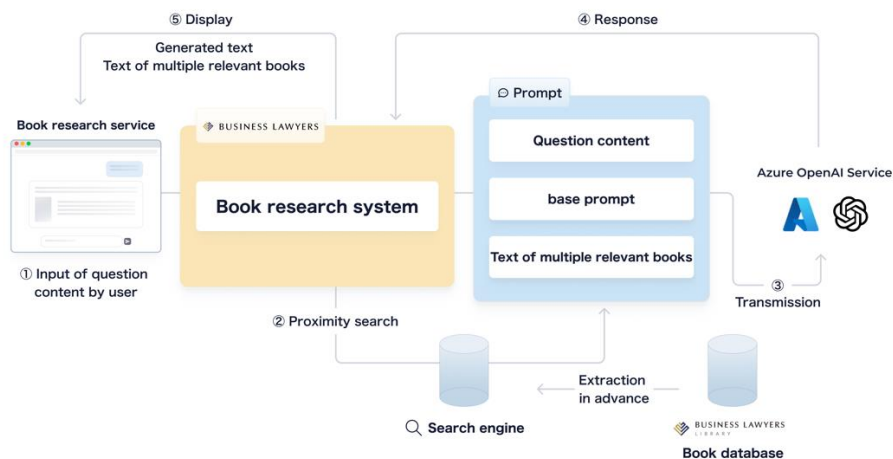 ⑤ Display
Generated text
Text of multiple relevant books
④ Response
Book research service
BUSINESS LAWYERS
Book research system
Prompt
Question content
base prompt
Text of multiple relevant books
Azure OpenAI Service
① Input of question
content by user
② Proximity search
③
Transmission
Extraction
in advance
Search engine
BUSINESS LAWYERS
LIBRARY
Book database